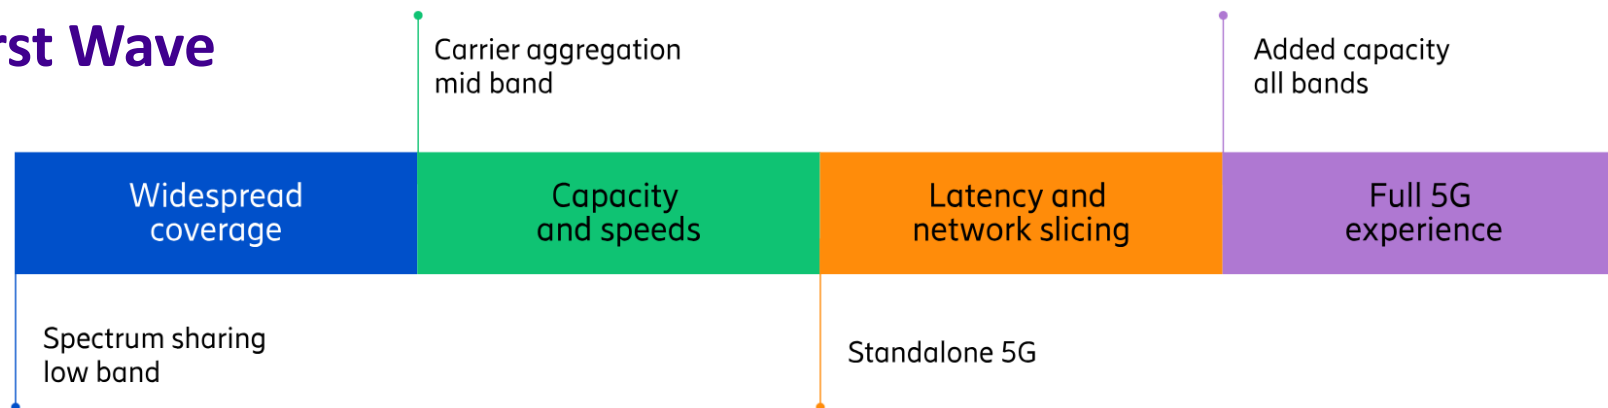 rst Wave
Carrier aggregation
mid band
Added capacity
all bands
Widespread
coverage
Capacity
and speeds
Latency and
network slicing
Full 5G
experience
Spectrum sharing
low band
Standalone 5G